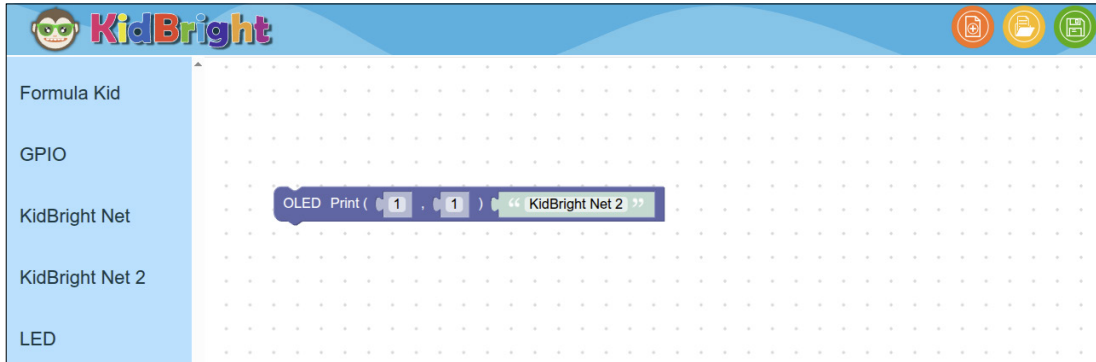 KidBright
Formula Kid
GPIO
KidBright Net
KidBright Net 2
LED
OLED Print ( 1 , 1 ) “ KidBright Net 2 ”